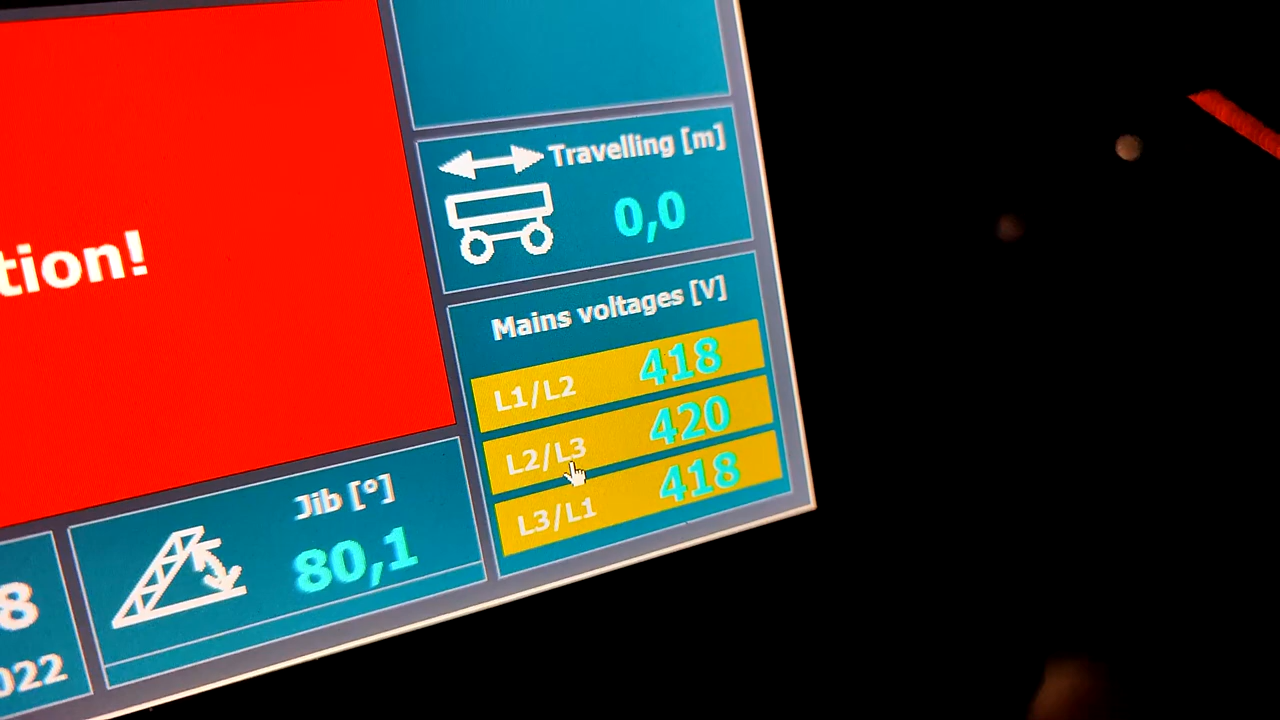 tion!
Travelling [m]
0,0
Mains voltages [V]
L1/L2 418
L2/L3 420
L3/L1 418
Jib [°]
80,1
8
022